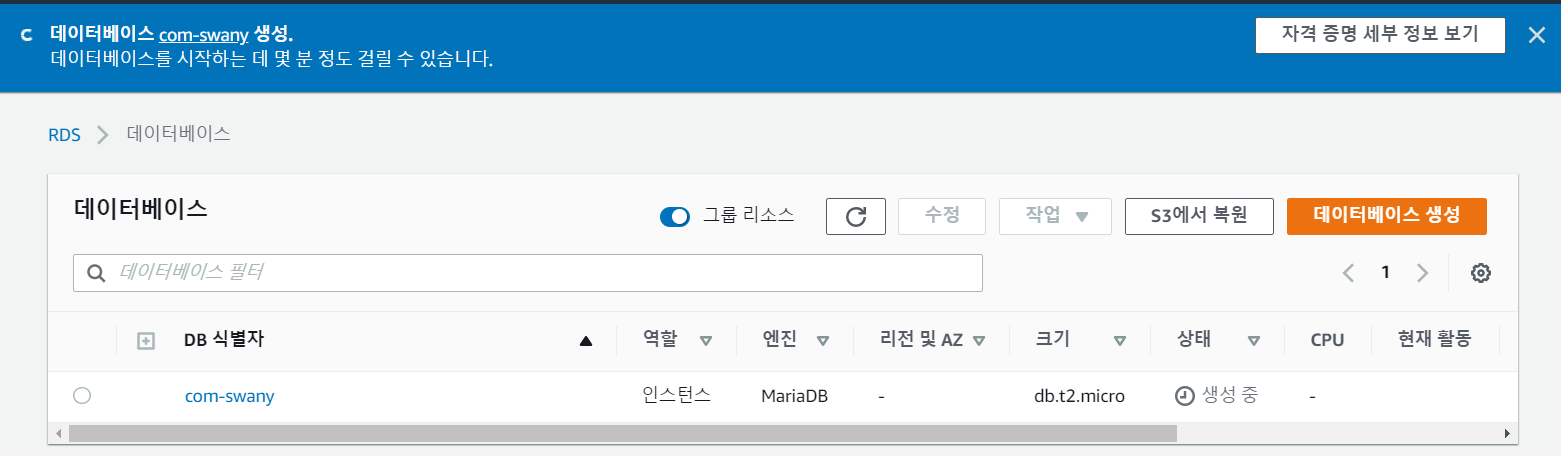 데이터베이스 com-swany 생성.
자격 증명 세부 정보 보기
데이터베이스를 시작하는 데 몇 분 정도 걸릴 수 있습니다.
RDS 데이터베이스
데이터베이스 그룹 리소스 수정 작업 S3에서 복원 데이터베이스 생성
데이터베이스 필터 1
DB 식별자 역할 엔진 리전 및 AZ 크기 상태 CPU 현재 활동
com-swany 인스턴스 MariaDB - db.t2.micro 생성 중 -